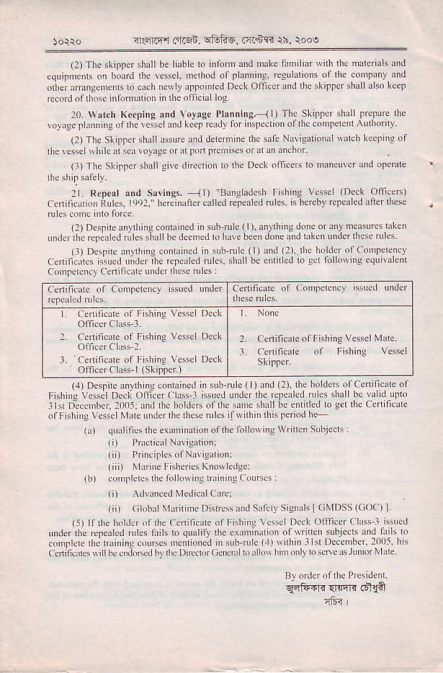 ১০২২০ বাংলাদেশ গেজেট, অতিরিক্ত, সেপ্টেম্বর ২৯, ২০০৩
(2) The skipper shall be liable to inform and make familiar with the materials and
equipments on board the vessel, method of planning, regulations of the company and
other arrangements to each newly appointed Deck Officer and the skipper shall also keep
record of those information in the official log.
20. Watch Keeping and Voyage Planning.—(1) The Skipper shall prepare the
voyage planning of the vessel and keep ready for inspection of the competent Authority.
(2) The Skipper shall assure and determine the safe Navigational watch keeping of
the vessel while at sea voyage or at port premises or at an anchor.
(3) The Skipper shall give direction to the Deck officers to maneuver and operate
the ship safely.
21. Repeal and Savings. —(1) "Bangladesh Fishing Vessel (Deck Officers)
Certification Rules, 1992," hereinafter called repealed rules, is hereby repealed after these
rules come into force.
(2) Despite anything contained in sub-rule (1), anything done or any measures taken
under the repealed rules shall be deemed to have been done and taken under these rules.
(3) Despite anything contained in sub-rule (1) and (2), the holder of Competency
Certificates issued under the repealed rules, shall be entitled to get following equivalent
Competency Certificate under these rules :
Certificate of Competency issued under repealed rules.
Certificate of Competency issued under these rules.
1. Certificate of Fishing Vessel Deck
Officer Class-3.
1. None
2. Certificate of Fishing Vessel Deck
Officer Class-2.
2. Certificate of Fishing Vessel Mate.
3. Certificate of Fishing Vessel Deck
Officer Class-1 (Skipper.)
3. Certificate of Fishing Vessel
Skipper.
(4) Despite anything contained in sub-rule (1) and (2), the holders of Certificate of
Fishing Vessel Deck Officer Class-3 issued under the repealed rules shall be valid upto
31st December, 2005; and the holders of the same shall be entitled to get the Certificate
of Fishing Vessel Mate under the these rules if within this period he—
(a) qualifies the examination of the following Written Subjects :
(i) Practical Navigation;
(ii) Principles of Navigation;
(iii) Marine Fisheries Knowledge;
(b) completes the following training Courses :
(i) Advanced Medical Care;
(ii) Global Maritime Distress and Safety Signals [ GMDSS (GOC) ].
(5) If the holder of the Certificate of Fishing Vessel Deck Offficer Class-3 issued
under the repealed rules fails to qualify the examination of written subjects and fails to
complete the training courses mentioned in sub-rule (4) within 31st December, 2005, his
Certificates will be endorsed by the Director General to allow him only to serve as Junior Mate.
By order of the President,
জুলফিকার হায়দার চৌধুরী
সচিব।